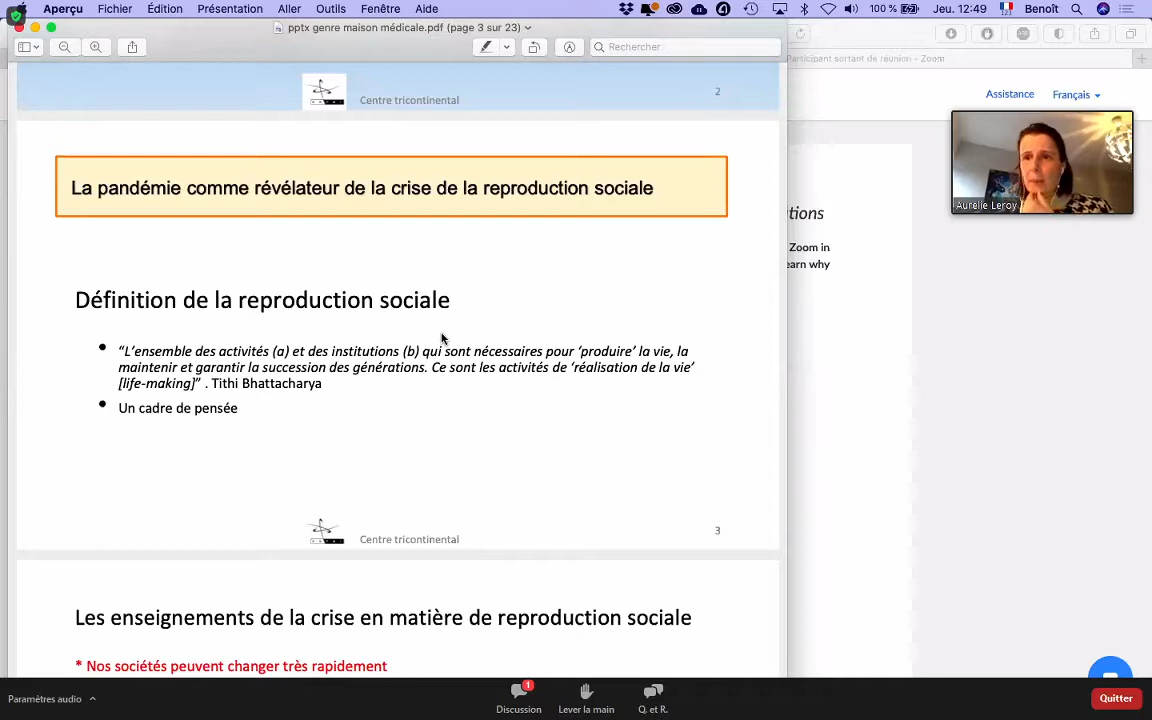 Aperçu Fichier Édition Présentation Aller Outils Fenêtre Aide 100 % Jeu. 12:49 Benoît
pptx genre maison médicale.pdf (page 3 sur 23)
Rechercher
Participant sortant de réunion - Zoom
Centre tricontinental
2
Assistance Français
La pandémie comme révélateur de la crise de la reproduction sociale
Aurélie Leroy
tions
Zoom in
earn why
Définition de la reproduction sociale
• “L’ensemble des activités (a) et des institutions (b) qui sont nécessaires pour ‘produire’ la vie, la
maintenir et garantir la succession des générations. Ce sont les activités de ‘réalisation de la vie’
[life-making]” . Tithi Bhattacharya
• Un cadre de pensée
Centre tricontinental
3
Les enseignements de la crise en matière de reproduction sociale
* Nos sociétés peuvent changer très rapidement
Paramètres audio
1
Discussion Lever la main Q. et R.
Quitter